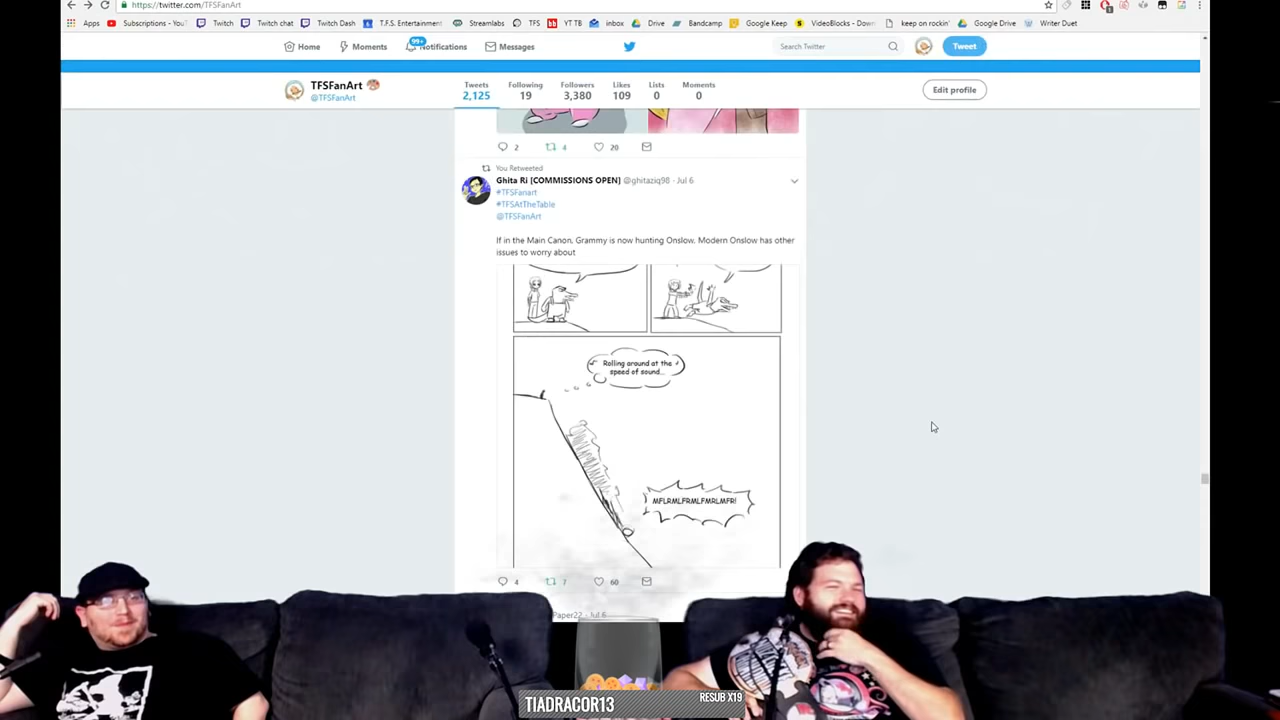 https://twitter.com/TFSFanArt
Apps Subscriptions - YouT Twitch Twitch chat Twitch Dash T.F.S. Entertainment Streamlabs TFS YT TB inbox Drive Bandcamp Google Keep VideoBlocks - Down keep on rockin' Google Drive Writer Duet
Home Moments 99+ Notifications Messages Search Twitter Tweet
TFSFanArt
@TFSFanArt
Tweets Following Followers Likes Lists Moments
2,125 19 3,380 109 0 0
Edit profile
2 4 20
You Retweeted
Ghita Ri [COMMISSIONS OPEN] @ghitaziq98 · Jul 6
#TFSFanart
#TFSAtTheTable
@TFSFanArt
If in the Main Canon, Grammy is now hunting Onslow. Modern Onslow has other
issues to worry about
Rolling around at the
speed of sound...
MFLRMLFRMLFMRLMFR!
4 7 60
Paper22 · Jul 6
TIADRACOR13 RESUB X19